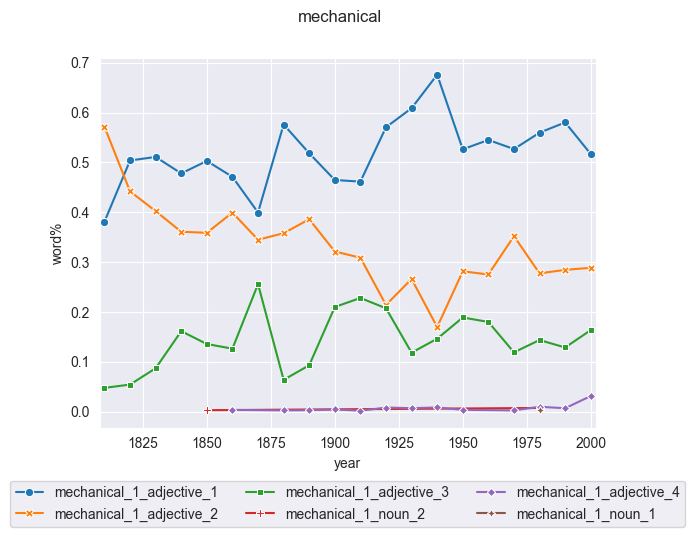 mechanical
0.7
0.6
0.5
0.4
0.3
0.2
0.1
0.0
word%
1825 1850 1875 1900 1925 1950 1975 2000
year
mechanical_1_adjective_1 mechanical_1_adjective_3 mechanical_1_adjective_4
mechanical_1_adjective_2 mechanical_1_noun_2 mechanical_1_noun_1